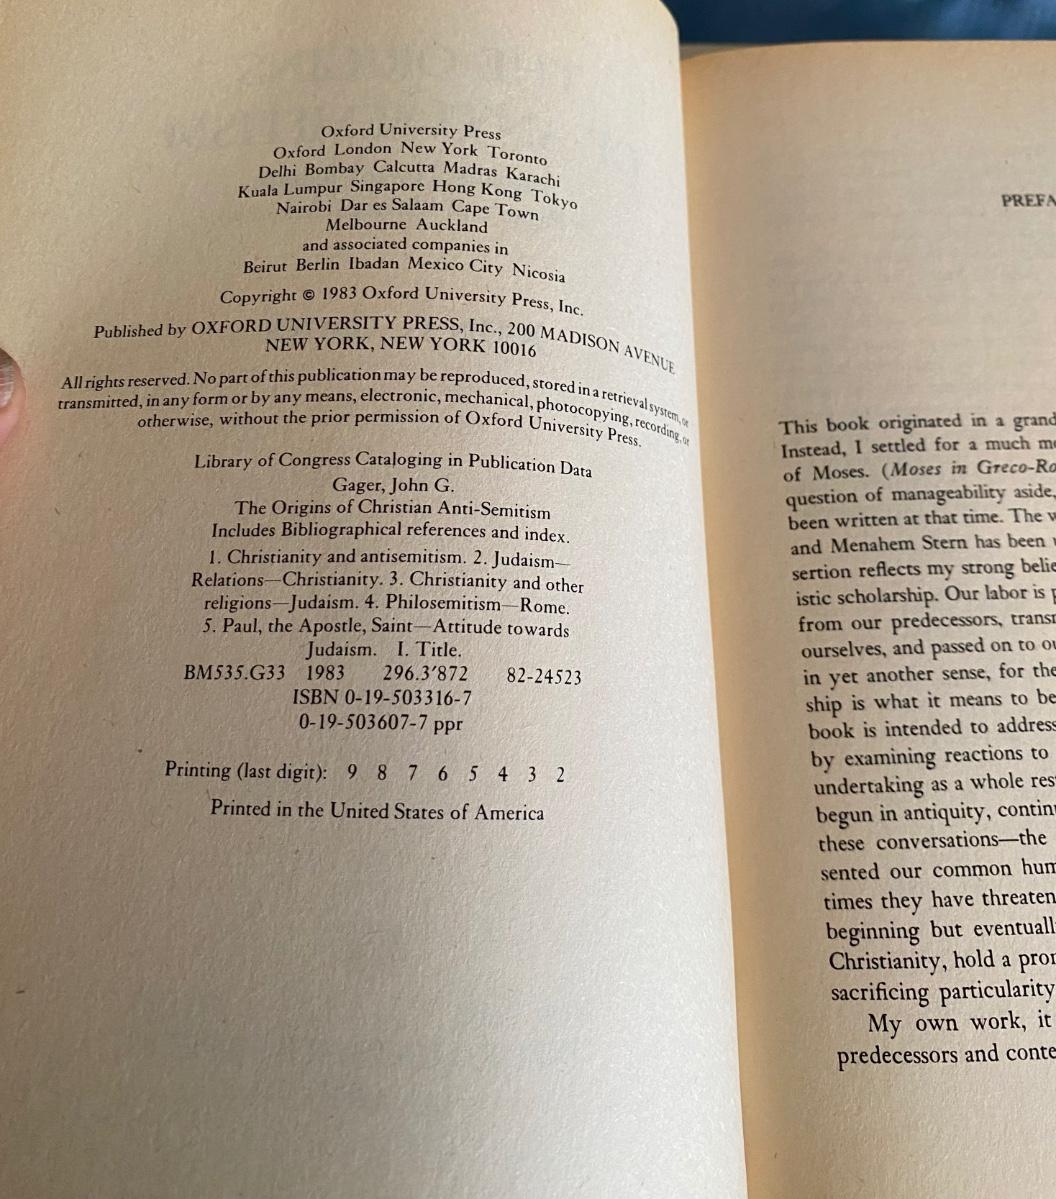 Oxford University Press
Oxford London New York Toronto
Delhi Bombay Calcutta Madras Karachi
Kuala Lumpur Singapore Hong Kong Tokyo
Nairobi Dar es Salaam Cape Town
Melbourne Auckland
and associated companies in
Beirut Berlin Ibadan Mexico City Nicosia
Copyright © 1983 Oxford University Press, Inc.
Published by OXFORD UNIVERSITY PRESS, Inc., 200 MADISON AVENUE
NEW YORK, NEW YORK 10016
All rights reserved. No part of this publication may be reproduced, stored in a retrieval system, or
transmitted, in any form or by any means, electronic, mechanical, photocopying, recording, or
otherwise, without the prior permission of Oxford University Press.
Library of Congress Cataloging in Publication Data
Gager, John G.
The Origins of Christian Anti-Semitism
Includes Bibliographical references and index.
1. Christianity and antisemitism. 2. Judaism—
Relations—Christianity. 3. Christianity and other
religions—Judaism. 4. Philosemitism—Rome.
5. Paul, the Apostle, Saint—Attitude towards
Judaism. I. Title.
BM535.G33 1983 296.3′872 82-24523
ISBN 0-19-503316-7
0-19-503607-7 ppr
Printing (last digit): 9 8 7 6 5 4 3 2
Printed in the United States of America
PREFA
This book originated in a grand
Instead, I settled for a much mo
of Moses. (Moses in Greco-Ro
question of manageability aside,
been written at that time. The w
and Menahem Stern has been
sertion reflects my strong belie
istic scholarship. Our labor is
from our predecessors, transm
ourselves, and passed on to ou
in yet another sense, for the
ship is what it means to be
book is intended to address
by examining reactions to
undertaking as a whole res
begun in antiquity, continu
these conversations—the
sented our common hum
times they have threaten
beginning but eventuall
Christianity, hold a pro
sacrificing particularity
My own work, it
predecessors and conte